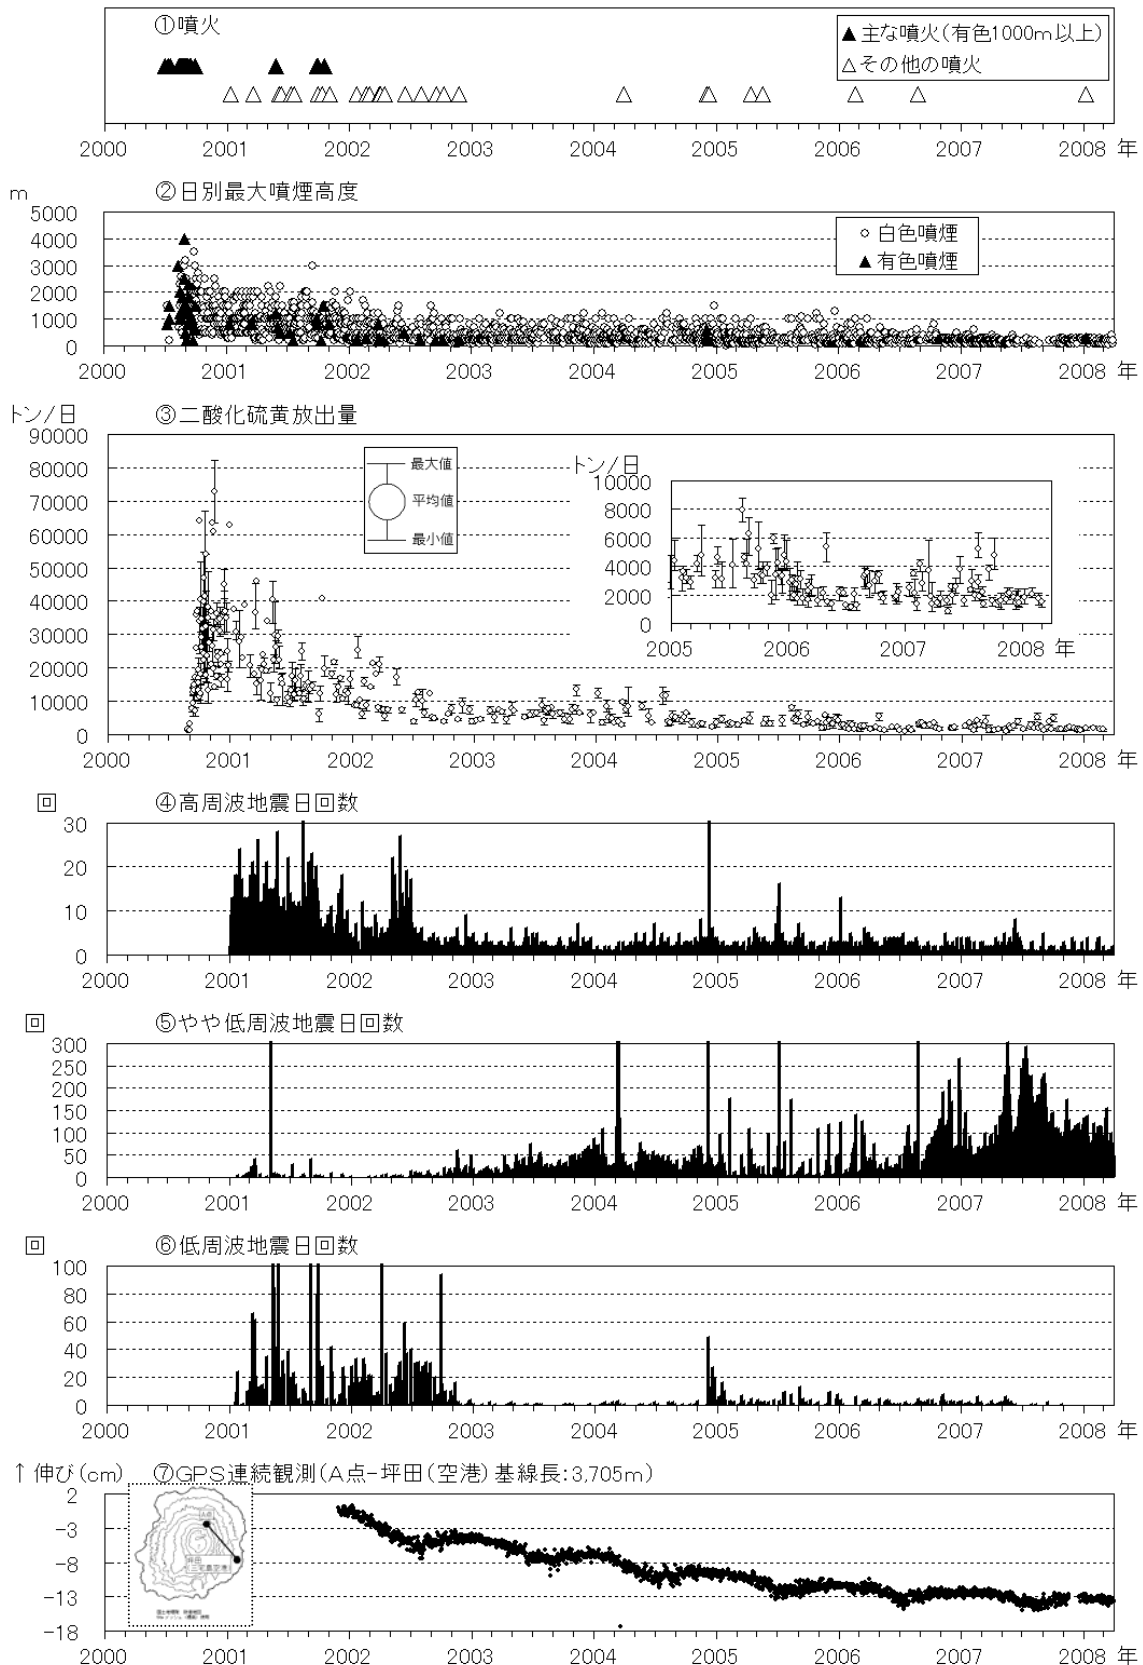 ①噴火
▲主な噴火(有色1000m以上)
△その他の噴火
2000 2001 2002 2003 2004 2005 2006 2007 2008 年
m
②日別最大噴煙高度
5000
4000
3000
2000
1000
0
○ 白色噴煙
▲ 有色噴煙
2000 2001 2002 2003 2004 2005 2006 2007 2008 年
トン/日
③二酸化硫黄放出量
90000
80000
70000
60000
50000
40000
30000
20000
10000
0
最大値
平均値
最小値
トン/日
10000
8000
6000
4000
2000
0
2005 2006 2007 2008 年
2000 2001 2002 2003 2004 2005 2006 2007 2008 年
回
④高周波地震日回数
30
20
10
0
2000 2001 2002 2003 2004 2005 2006 2007 2008 年
回
⑤やや低周波地震日回数
300
250
200
150
100
50
0
2000 2001 2002 2003 2004 2005 2006 2007 2008 年
回
⑥低周波地震日回数
100
80
60
40
20
0
2000 2001 2002 2003 2004 2005 2006 2007 2008 年
↑伸び(cm)
⑦GPS連続観測(A点-坪田(空港)基線長:3,705m)
2
-3
-8
-13
-18
A点
坪田
(三宅島空港)
2000 2001 2002 2003 2004 2005 2006 2007 2008 年